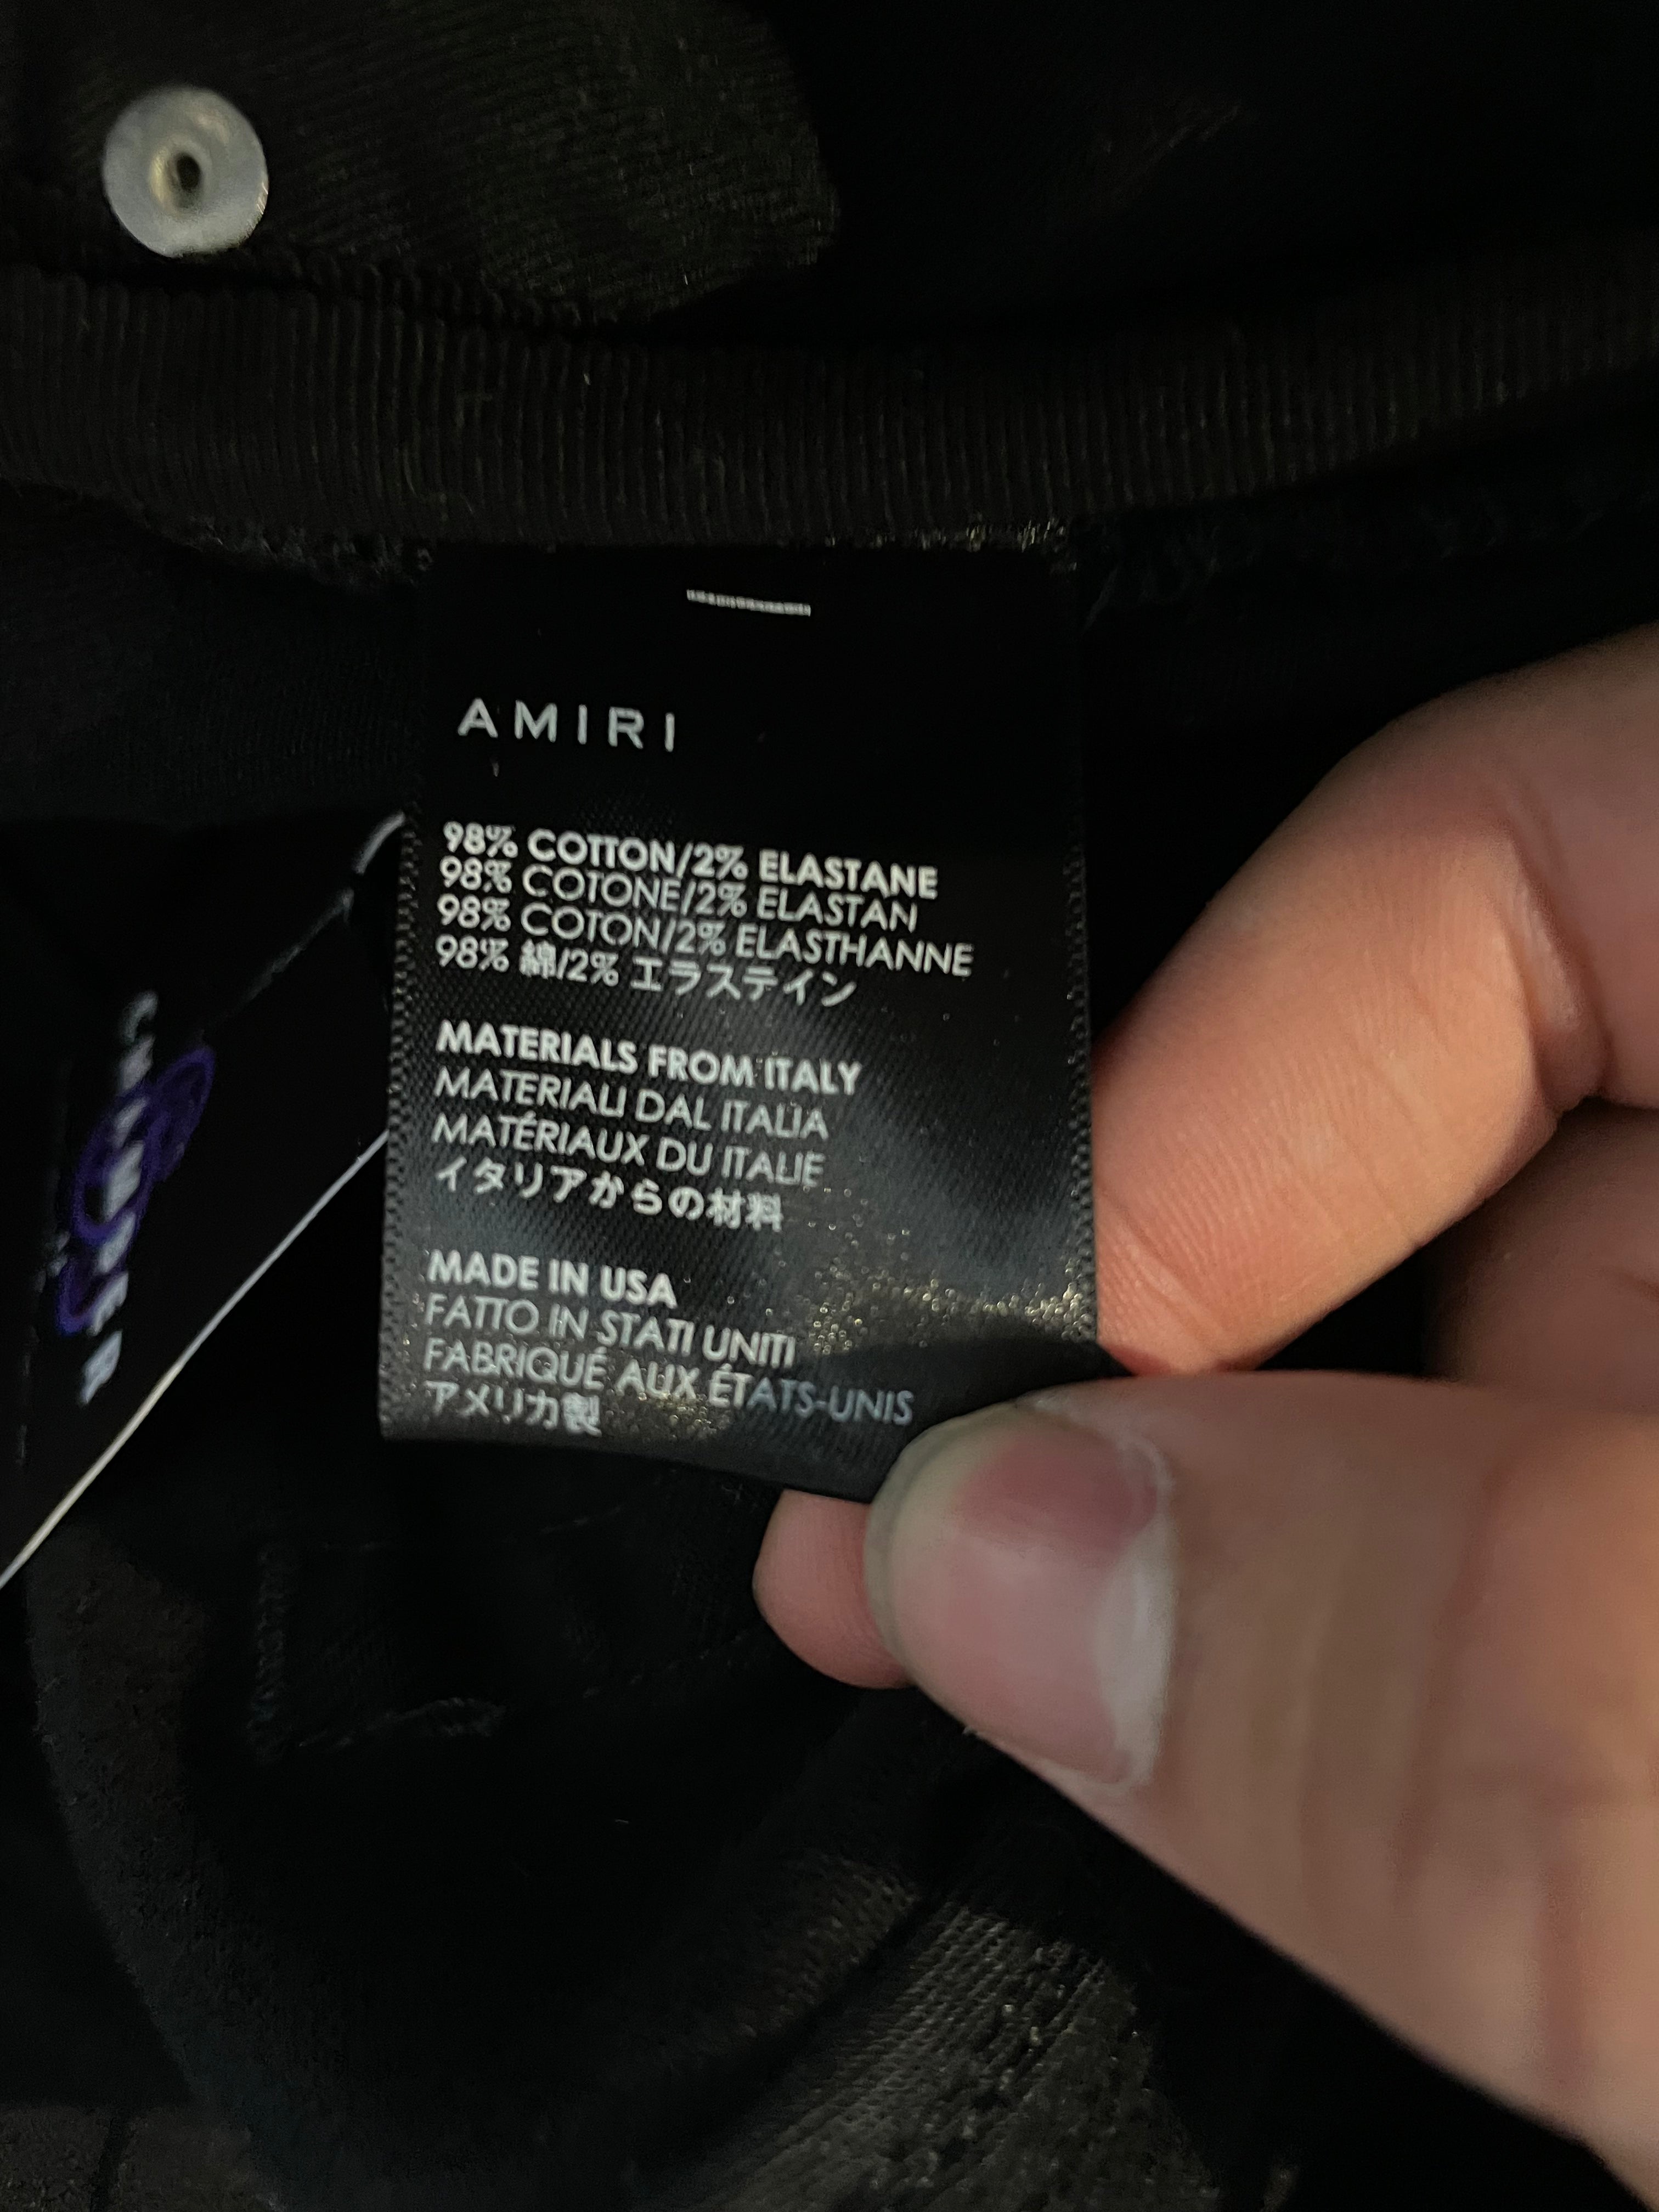 AMIRI
98% COTTON/2% ELASTANE
98% COTONE/2% ELASTAN
98% COTON/2% ELASTHANNE
98% 綿/2% エラステイン
MATERIALS FROM ITALY
MATERIALI DAL ITALIA
MATÉRIAUX DU ITALIE
イタリアからの材料
MADE IN USA
FATTO IN STATI UNITI
FABRIQUÉ AUX ÉTATS-UNIS
アメリカ製